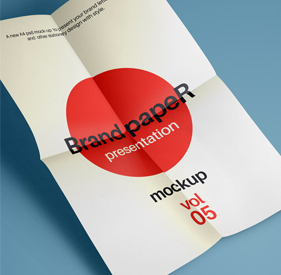 A new A4 psd mock-up to present your brand letter
and other stationery design with style.
Brand papeR
presentation
mockup
vol
05